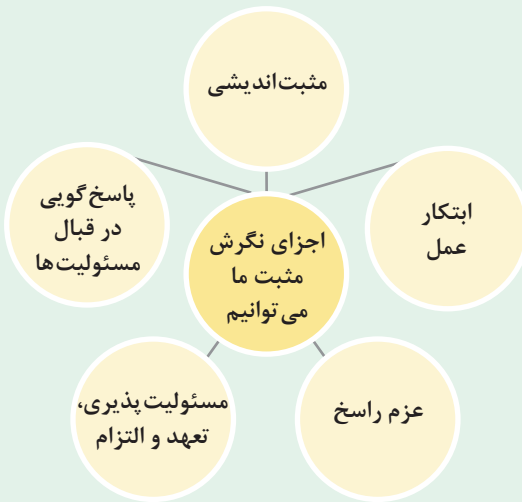 مثبت‌اندیشی
ابتکار
عمل
پاسخ‌گویی
در قبال
مسئولیت‌ها
اجزای نگرش
مثبت ما
می‌توانیم
عزم راسخ
مسئولیت‌پذیری،
تعهد و التزام